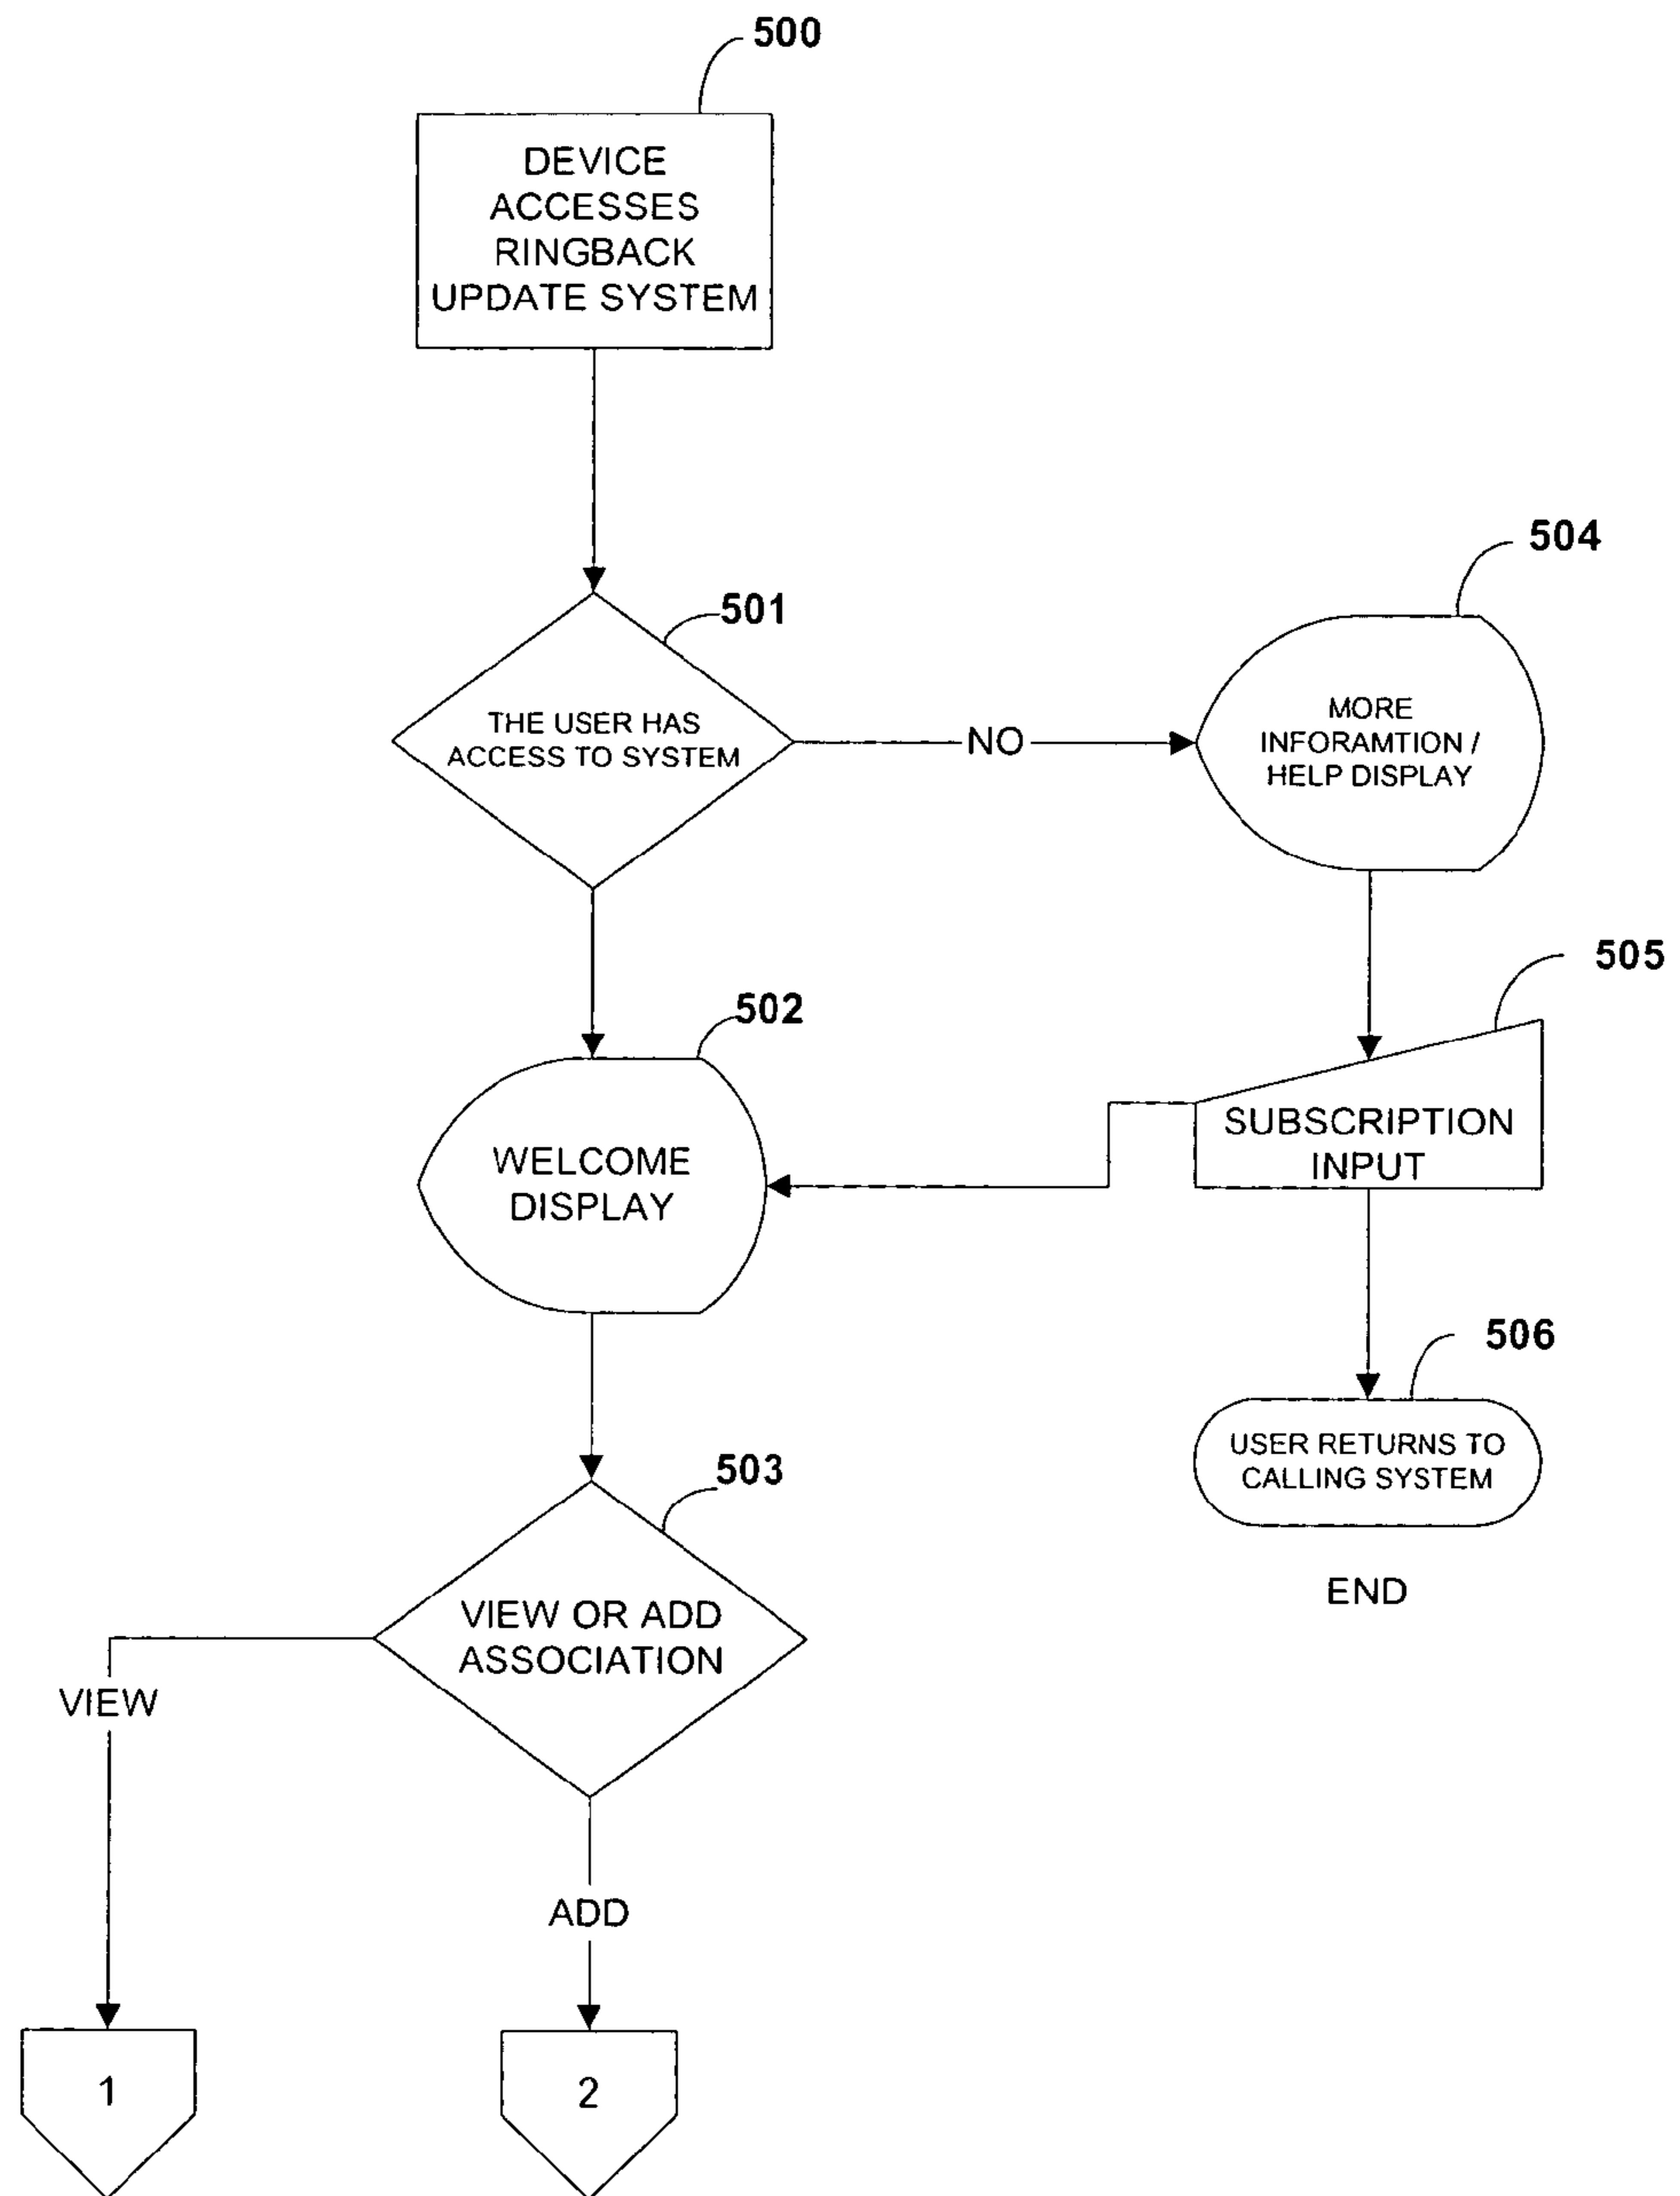 500
DEVICE
ACCESSES
RINGBACK
UPDATE SYSTEM
501
THE USER HAS
ACCESS TO SYSTEM
NO
504
MORE
INFORAMTION /
HELP DISPLAY
502
WELCOME
DISPLAY
505
SUBSCRIPTION
INPUT
506
USER RETURNS TO
CALLING SYSTEM
END
503
VIEW OR ADD
ASSOCIATION
VIEW
ADD
1
2